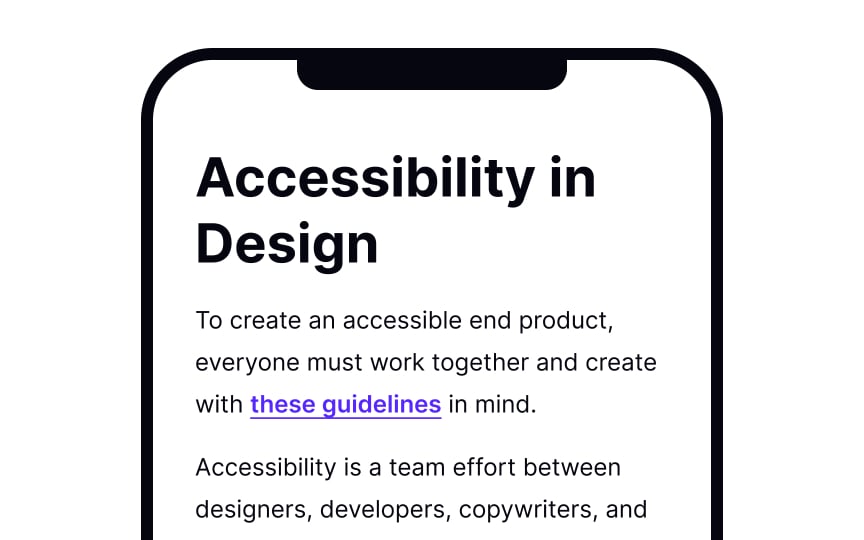 Accessibility in
Design
To create an accessible end product,
everyone must work together and create
with these guidelines in mind.
Accessibility is a team effort between
designers, developers, copywriters, and